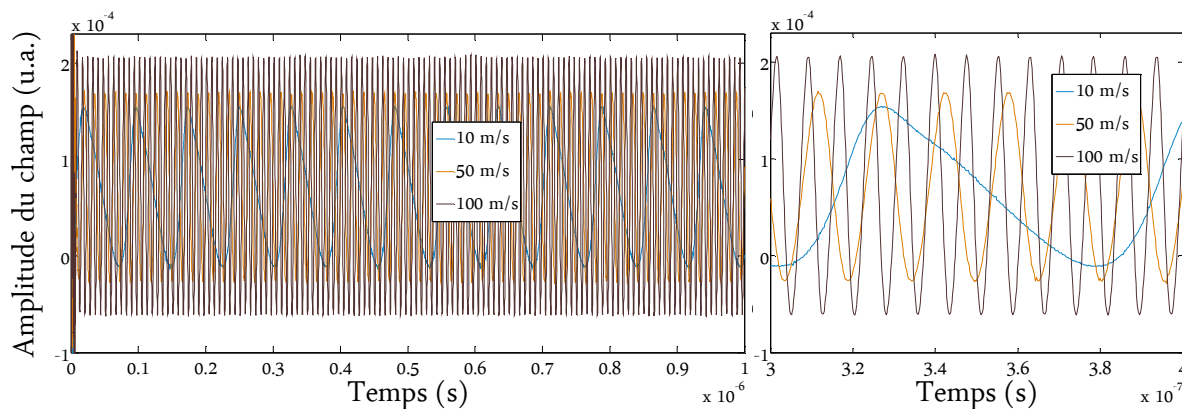 Amplitude du champ (u.a.)
x 10⁻⁴
2
1
0
-1
10 m/s
50 m/s
100 m/s
0 0.1 0.2 0.3 0.4 0.5 0.6 0.7 0.8 0.9 1
Temps (s)
x 10⁻⁶
x 10⁻⁴
2
1
0
-1
10 m/s
50 m/s
100 m/s
3 3.2 3.4 3.6 3.8 4
Temps (s)
x 10⁻⁷